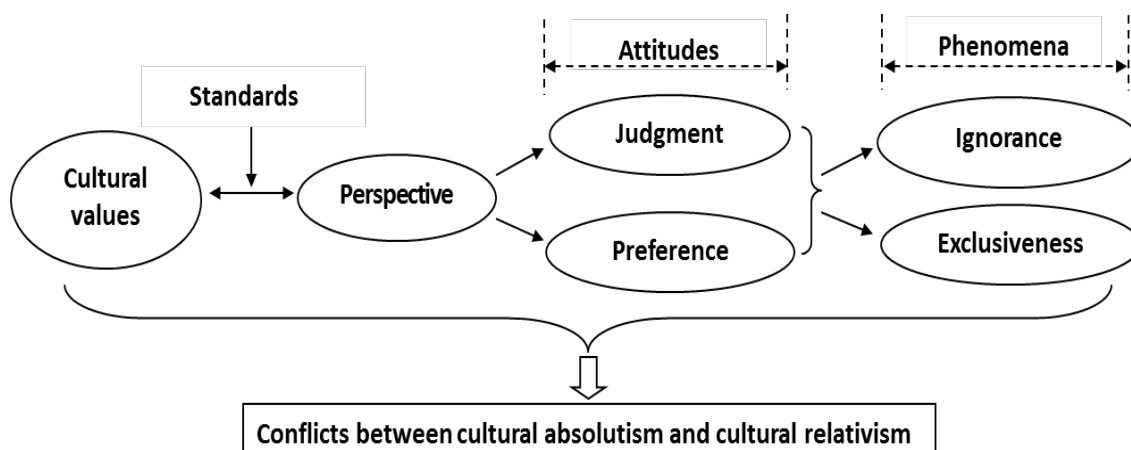 Attitudes
Phenomena
Standards
Judgment
Ignorance
Cultural
values
Perspective
Preference
Exclusiveness
Conflicts between cultural absolutism and cultural relativism